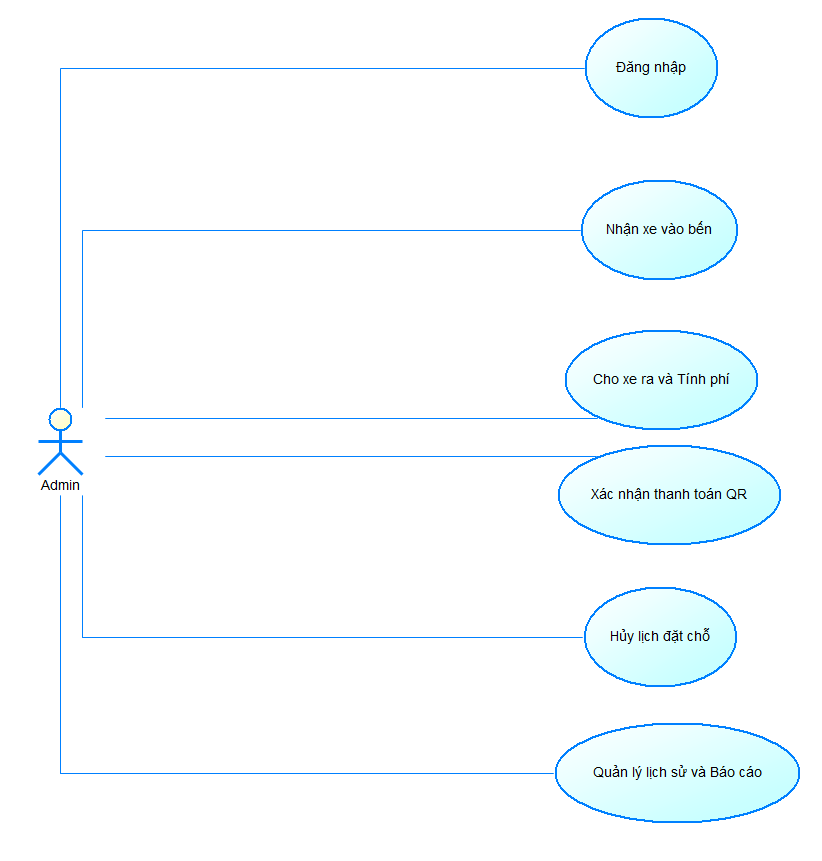 Đăng nhập
Nhận xe vào bến
Cho xe ra và Tính phí
Admin
Xác nhận thanh toán QR
Hủy lịch đặt chỗ
Quản lý lịch sử và Báo cáo